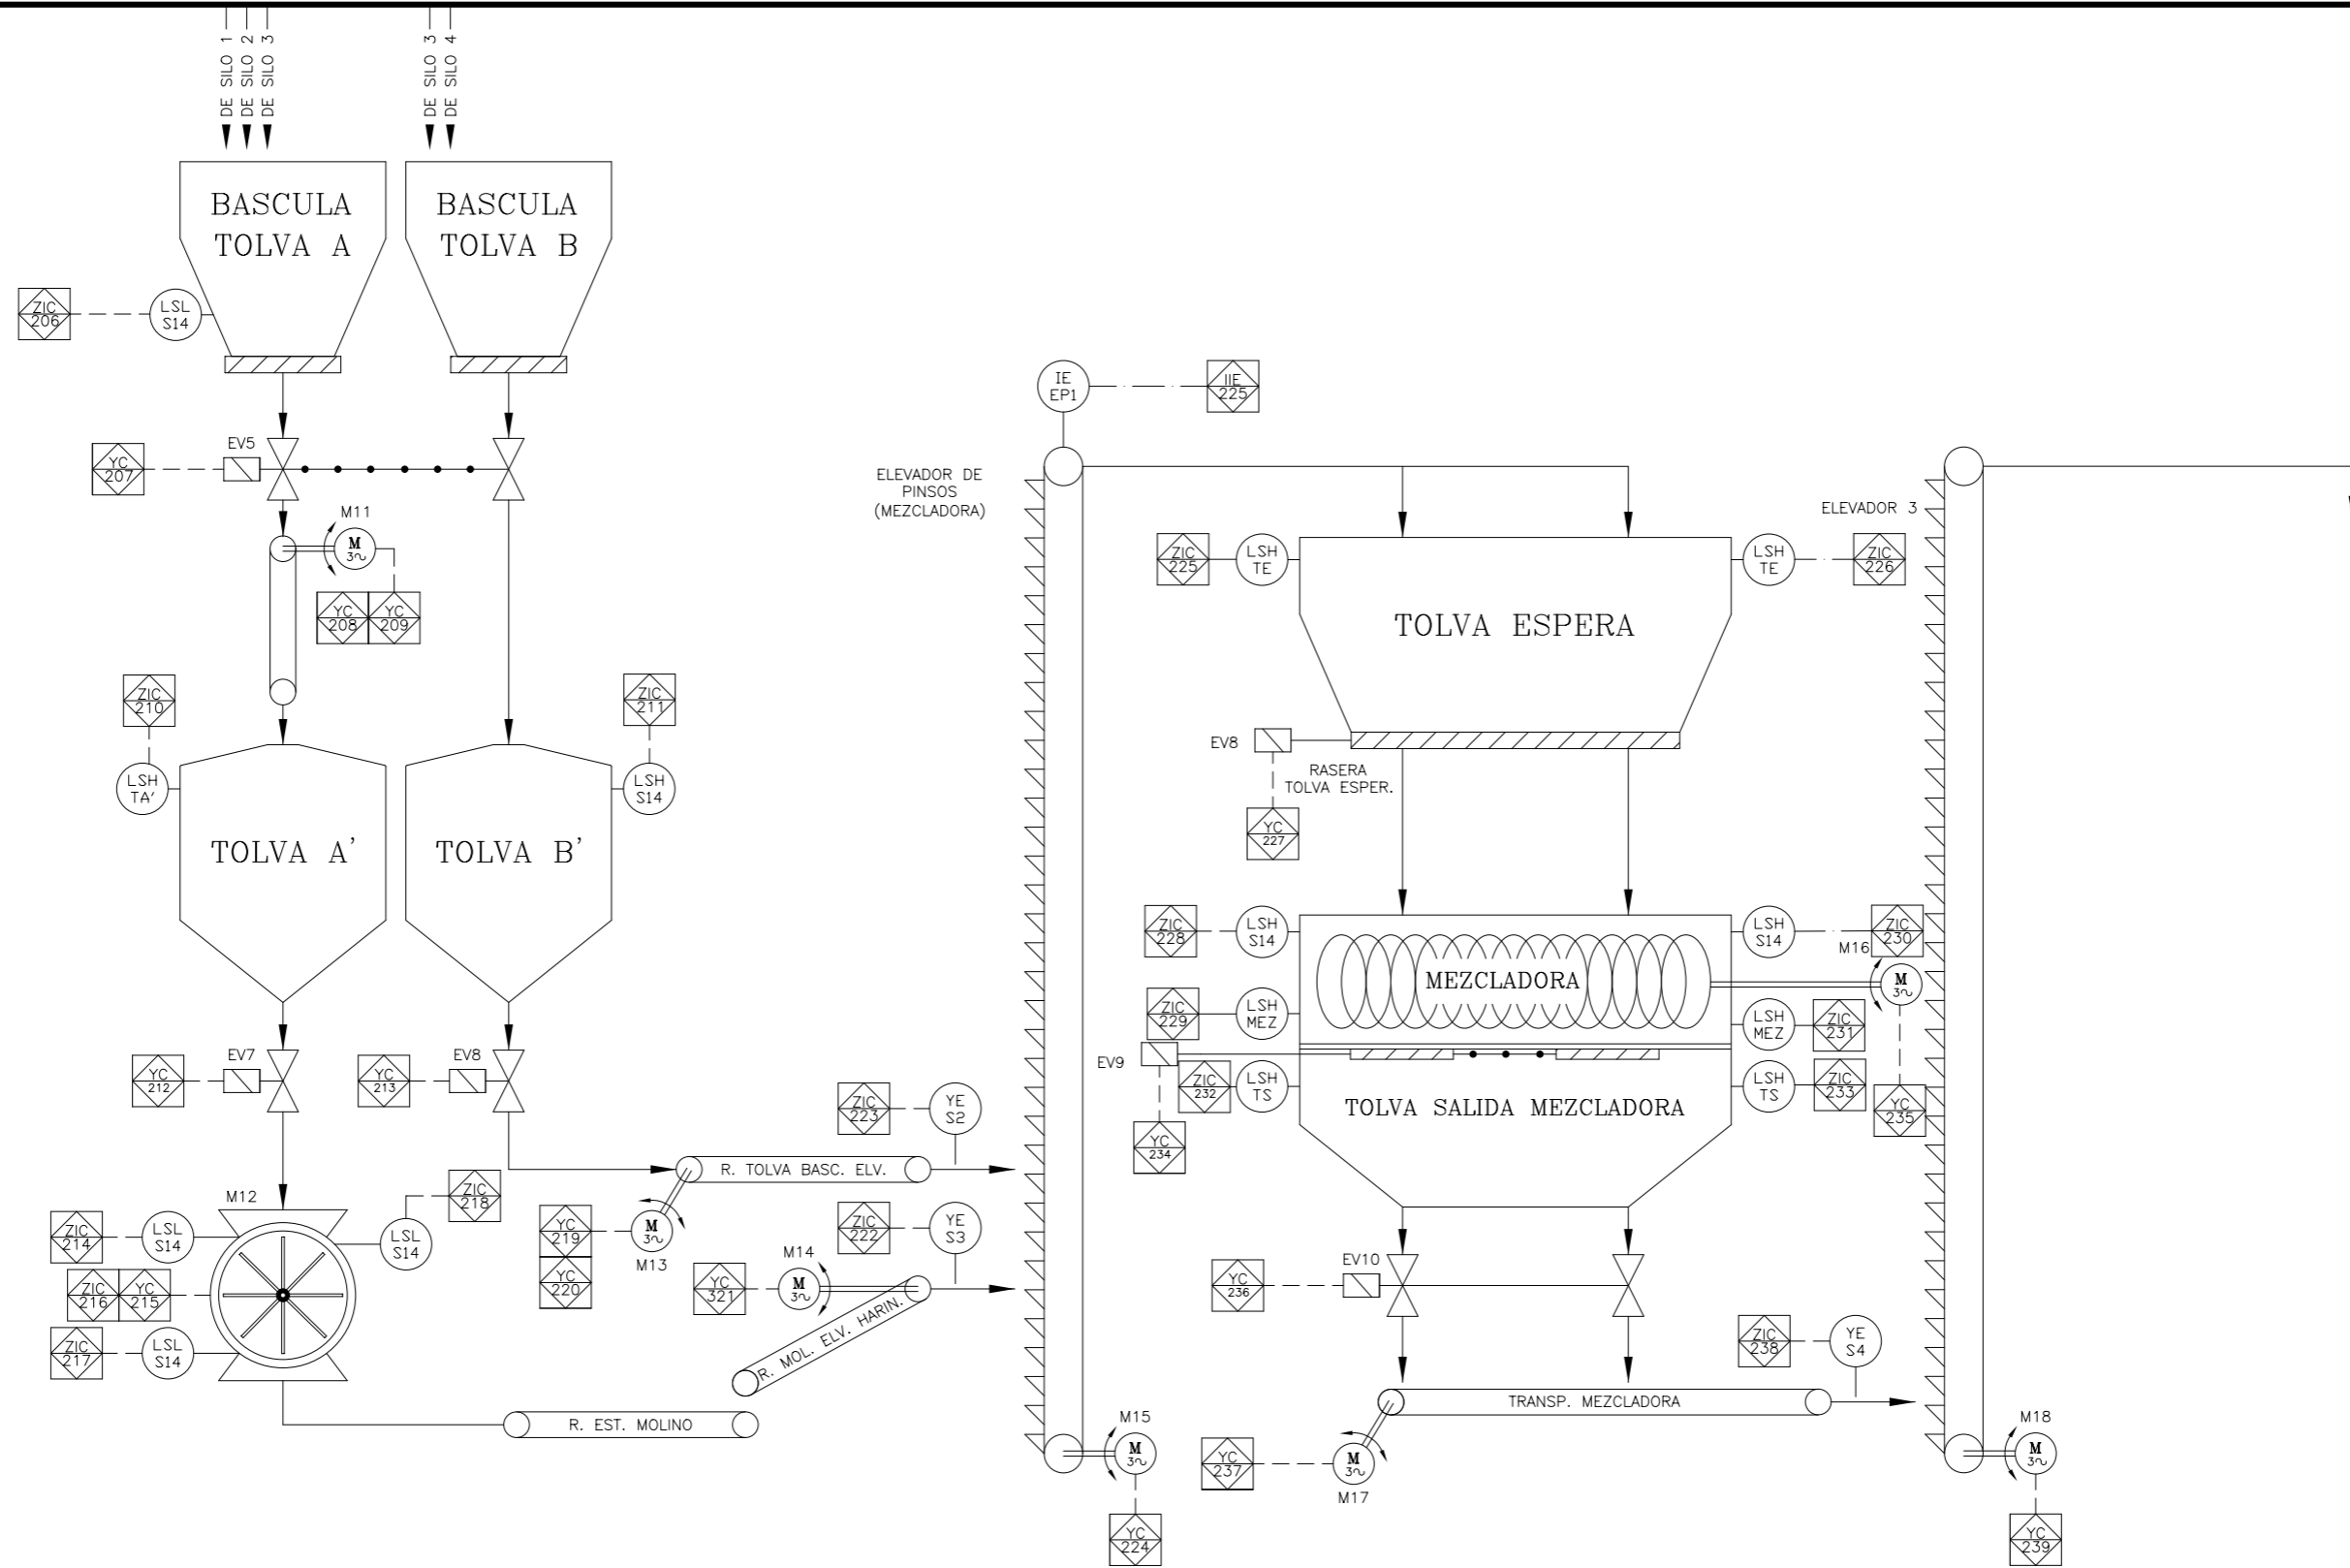 DE SILO 1
DE SILO 2
DE SILO 3
DE SILO 3
DE SILO 4
BASCULA
TOLVA A
BASCULA
TOLVA B
ZIC
206
LSL
S14
IE
EP1
IIE
225
YC
207
EV5
M11
M
3~
YC
208
YC
209
ELEVADOR DE
PINSOS
(MEZCLADORA)
ELEVADOR 3
ZIC
225
LSH
TE
LSH
TE
ZIC
226
TOLVA ESPERA
ZIC
210
ZIC
211
LSH
TA'
LSH
S14
TOLVA A'
TOLVA B'
EV8
RASERA
TOLVA ESPER.
YC
227
ZIC
228
LSH
S14
LSH
S14
ZIC
230
M16
M
3~
MEZCLADORA
ZIC
229
LSH
MEZ
LSH
MEZ
ZIC
231
EV9
ZIC
232
LSH
TS
LSH
TS
ZIC
233
YC
235
TOLVA SALIDA MEZCLADORA
YC
234
YC
212
EV7
YC
213
EV8
ZIC
223
YE
S2
R. TOLVA BASC. ELV.
M12
ZIC
218
ZIC
214
LSL
S14
LSL
S14
ZIC
216
YC
215
ZIC
217
LSL
S14
YC
219
YC
220
M
3~
M13
ZIC
222
YE
S3
YC
321
M14
M
3~
R. MOL. ELV. HARIN.
R. EST. MOLINO
YC
236
EV10
ZIC
238
YE
S4
TRANSP. MEZCLADORA
YC
237
M
3~
M17
M15
M
3~
YC
224
M18
M
3~
YC
239